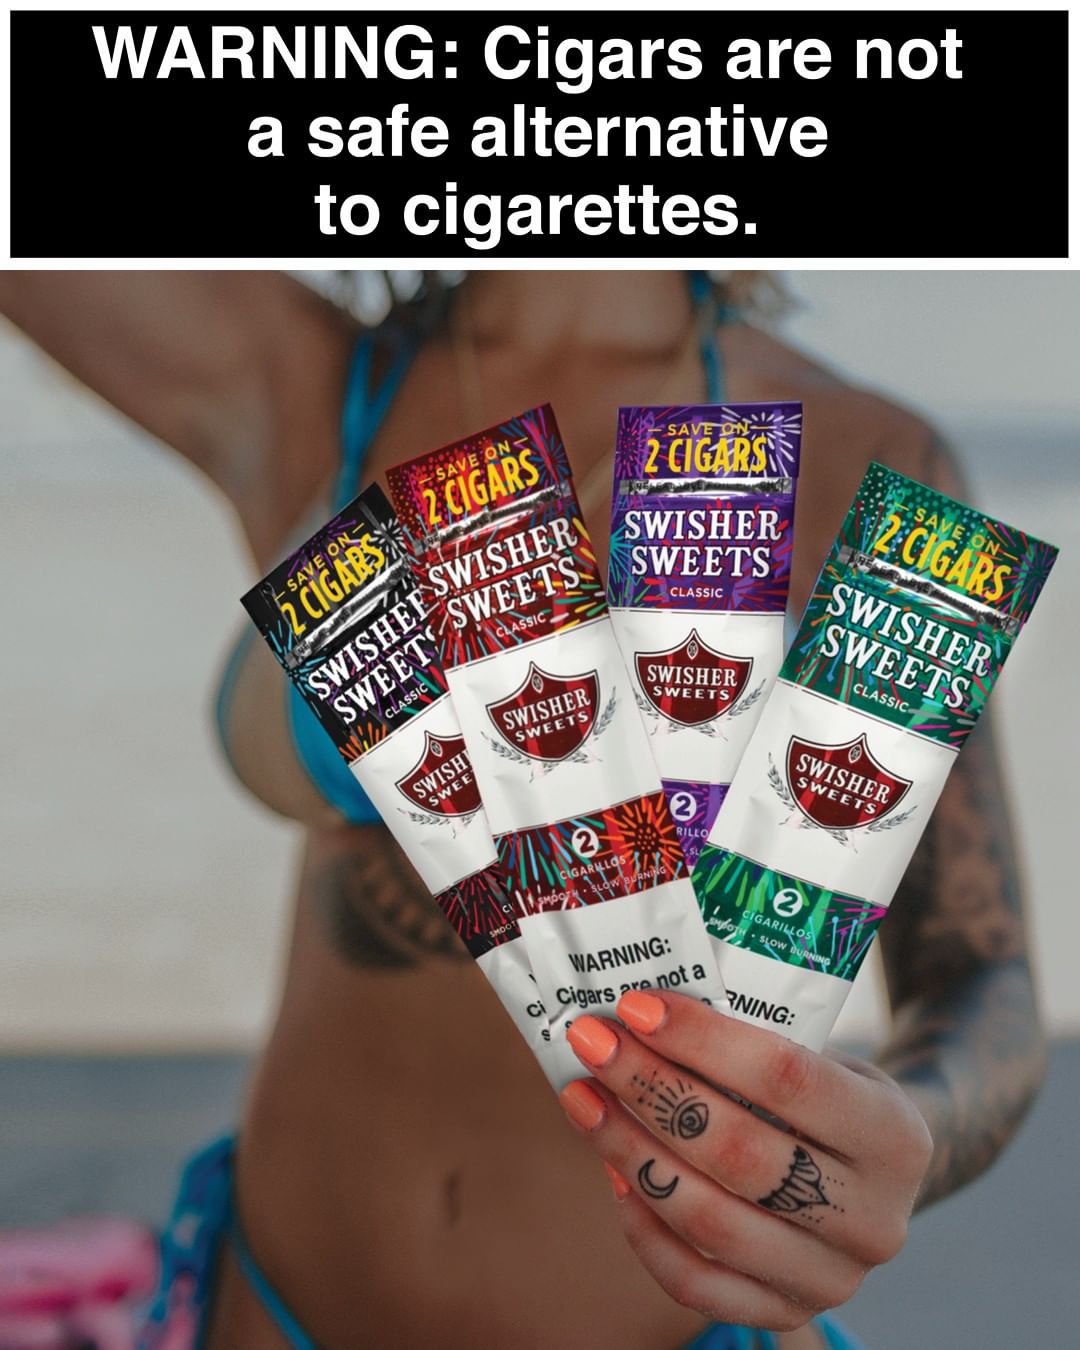 WARNING: Cigars are not
a safe alternative
to cigarettes.
SAVE ON
2 CIGARS
SWISHER
SWEETS
CLASSIC
SWISHER
SWEETS
SAVE ON
2 CIGARS
SWISHER
SWEETS
CLASSIC
SWISHER
SWEETS
2
CIGARILLOS
SMOOTH • SLOW BURNING
WARNING:
Cigars are not a
SAVE ON
2 CIGARS
SWISHER
SWEETS
CLASSIC
SWISHER
SWEETS
2
RILLO
SAVE ON
2 CIGARS
SWISHER
SWEETS
CLASSIC
SWISHER
SWEETS
2
CIGARILLOS
SMOOTH • SLOW BURNING
RNING: